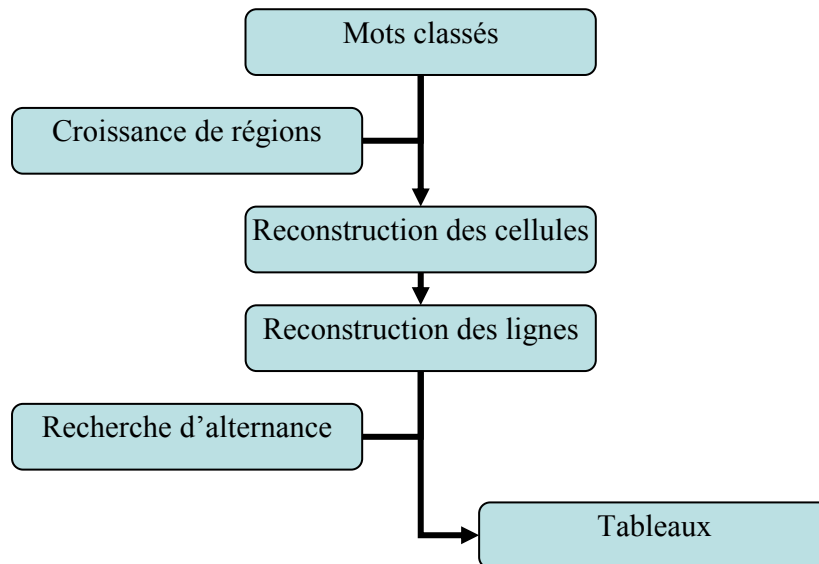 Mots classés
Croissance de régions
Reconstruction des cellules
Reconstruction des lignes
Recherche d’alternance
Tableaux